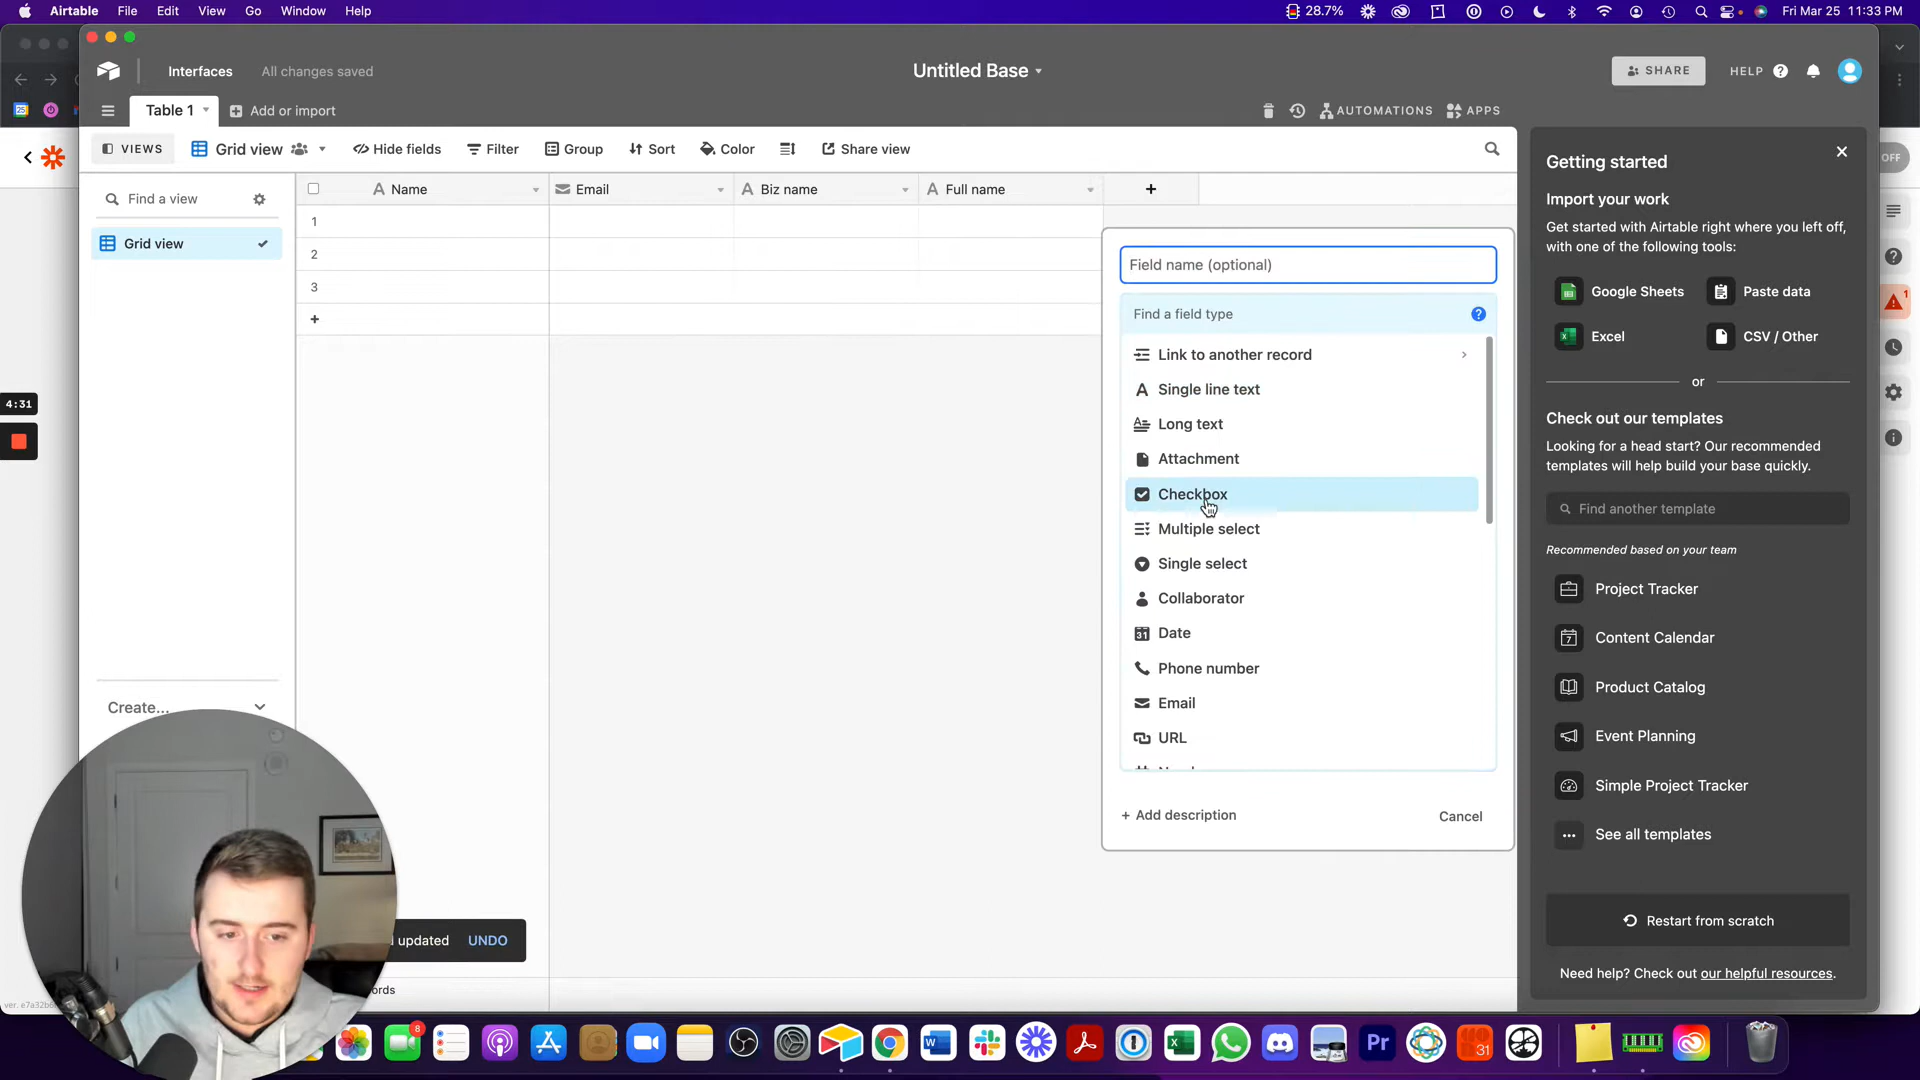 Airtable File Edit View Go Window Help 28.7% Fri Mar 25 11:33 PM
Interfaces All changes saved Untitled Base SHARE HELP
Table 1 Add or import AUTOMATIONS APPS
VIEWS Grid view Hide fields Filter Group Sort Color Share view
OFF
Find a view
Grid view
Create...
Name Email Biz name Full name +
1
2
3
+
4:31
Field name (optional)
Find a field type
Link to another record
Single line text
Long text
Attachment
Checkbox
Multiple select
Single select
Collaborator
Date
Phone number
Email
URL
+ Add description Cancel
Getting started
Import your work
Get started with Airtable right where you left off,
with one of the following tools:
Google Sheets Paste data
Excel CSV / Other
or
Check out our templates
Looking for a head start? Our recommended
templates will help build your base quickly.
Find another template
Recommended based on your team
Project Tracker
Content Calendar
Product Catalog
Event Planning
Simple Project Tracker
See all templates
Restart from scratch
Need help? Check out our helpful resources.
updated UNDO
ords